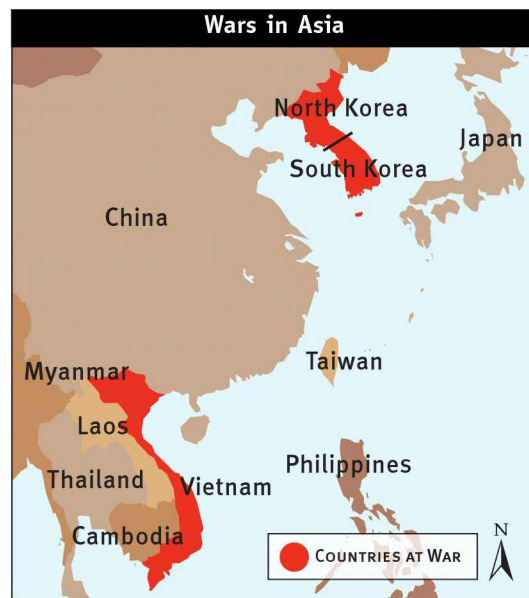 Wars in Asia
North Korea
Japan
South Korea
China
Taiwan
Myanmar
Laos
Philippines
Thailand
Vietnam
Cambodia
N
Countries at War